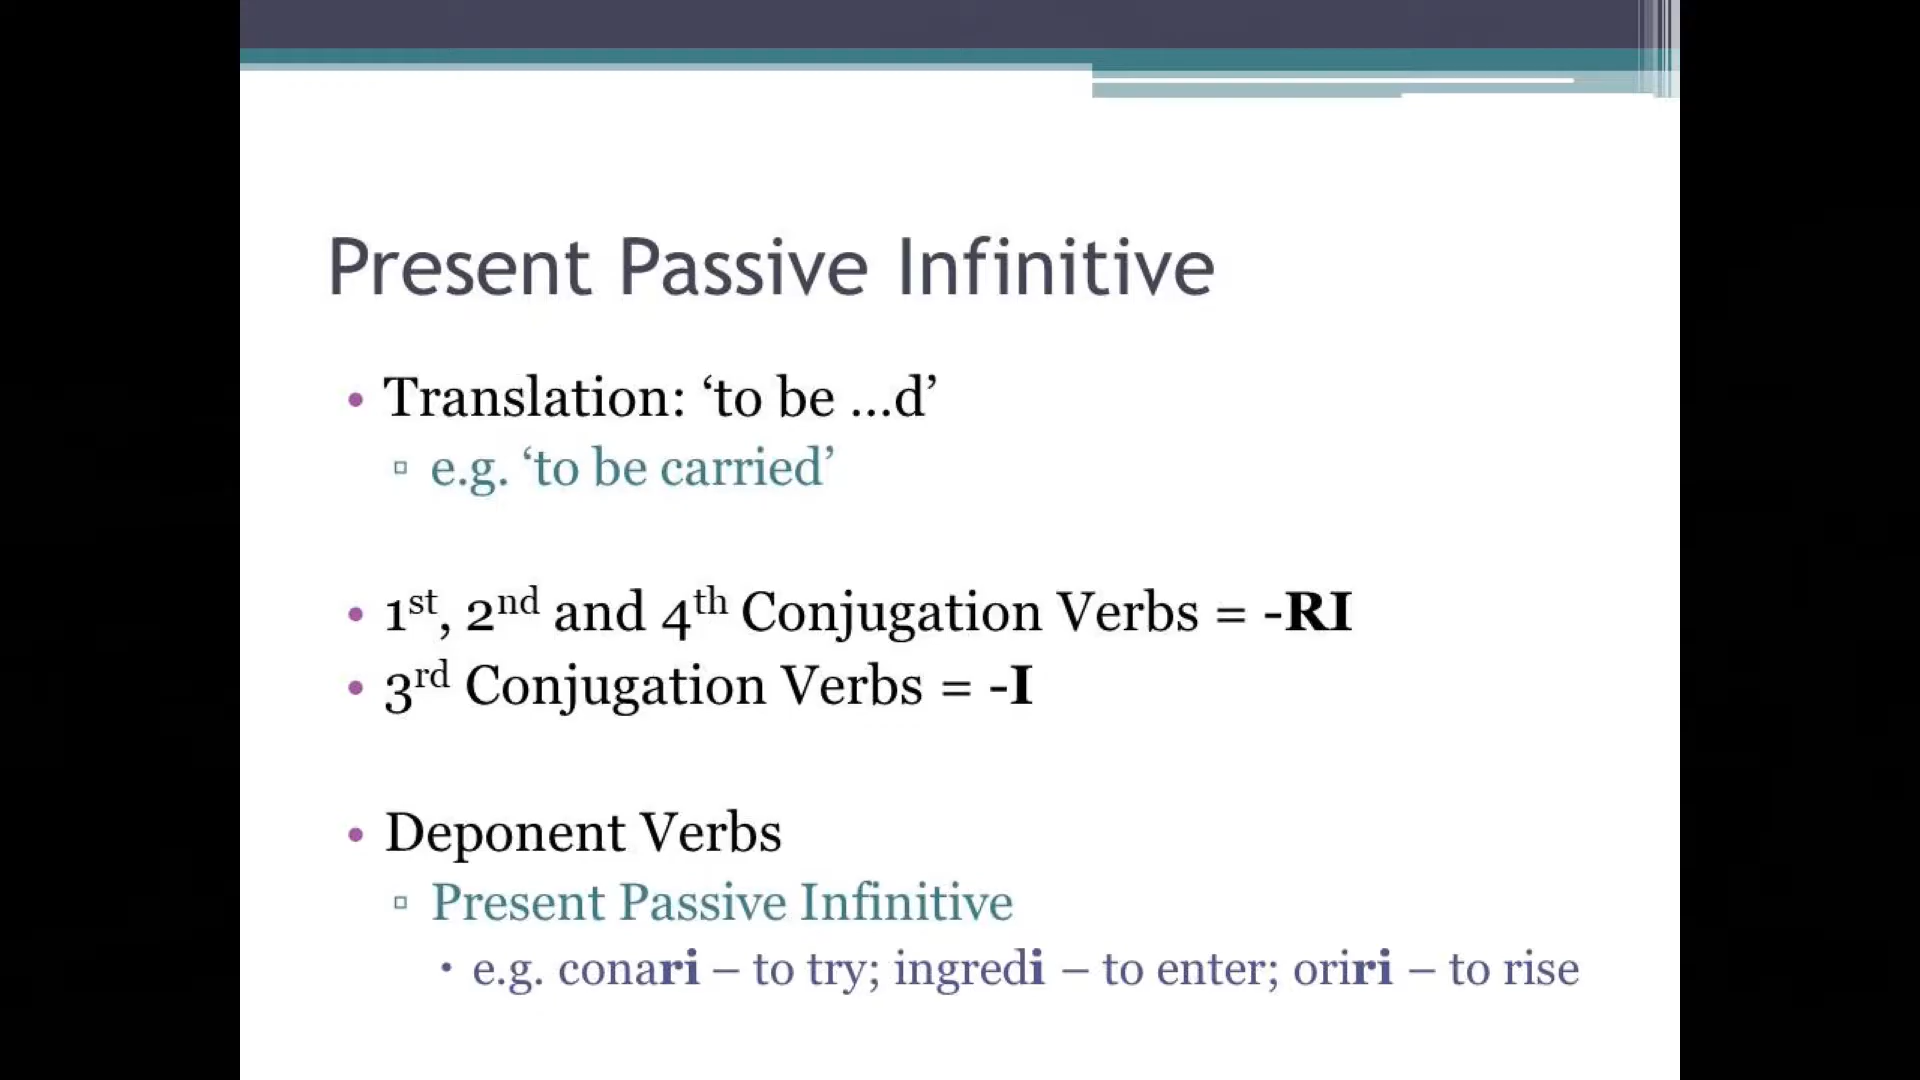 Present Passive Infinitive
• Translation: ‘to be ...d’
▫ e.g. ‘to be carried’
• 1st, 2nd and 4th Conjugation Verbs = -RI
• 3rd Conjugation Verbs = -I
• Deponent Verbs
▫ Present Passive Infinitive
▪ e.g. conari – to try; ingredi – to enter; oriri – to rise